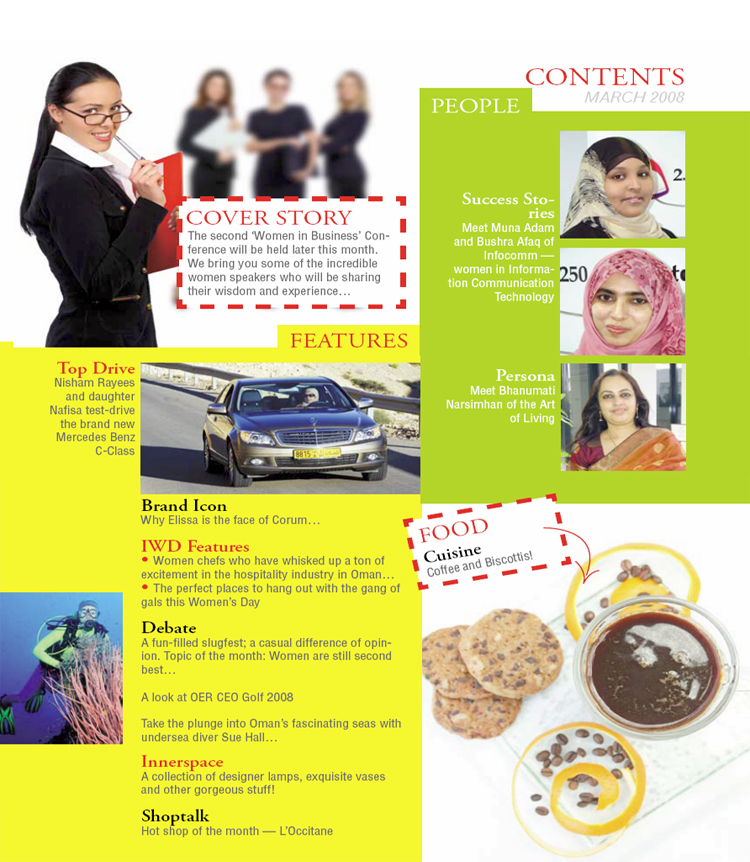 CONTENTS
MARCH 2008
PEOPLE
Success Sto-
ries
Meet Muna Adam
and Bushra Afaq of
Infocomm —
women in Informa-
tion Communication
Technology
2.
250
Persona
Meet Bhanumati
Narsimhan of the Art
of Living
COVER STORY
The second ‘Women in Business’ Con-
ference will be held later this month.
We bring you some of the incredible
women speakers who will be sharing
their wisdom and experience…
FEATURES
Top Drive
Nisham Rayees
and daughter
Nafisa test-drive
the brand new
Mercedes Benz
C-Class
Brand Icon
Why Elissa is the face of Corum…
IWD Features
• Women chefs who have whisked up a ton of
excitement in the hospitality industry in Oman…
• The perfect places to hang out with the gang of
gals this Women’s Day
Debate
A fun-filled slugfest; a casual difference of opin-
ion. Topic of the month: Women are still second
best…
A look at OER CEO Golf 2008
Take the plunge into Oman’s fascinating seas with
undersea diver Sue Hall…
Innerspace
A collection of designer lamps, exquisite vases
and other gorgeous stuff!
Shoptalk
Hot shop of the month — L’Occitane
FOOD
Cuisine
Coffee and Biscottis!